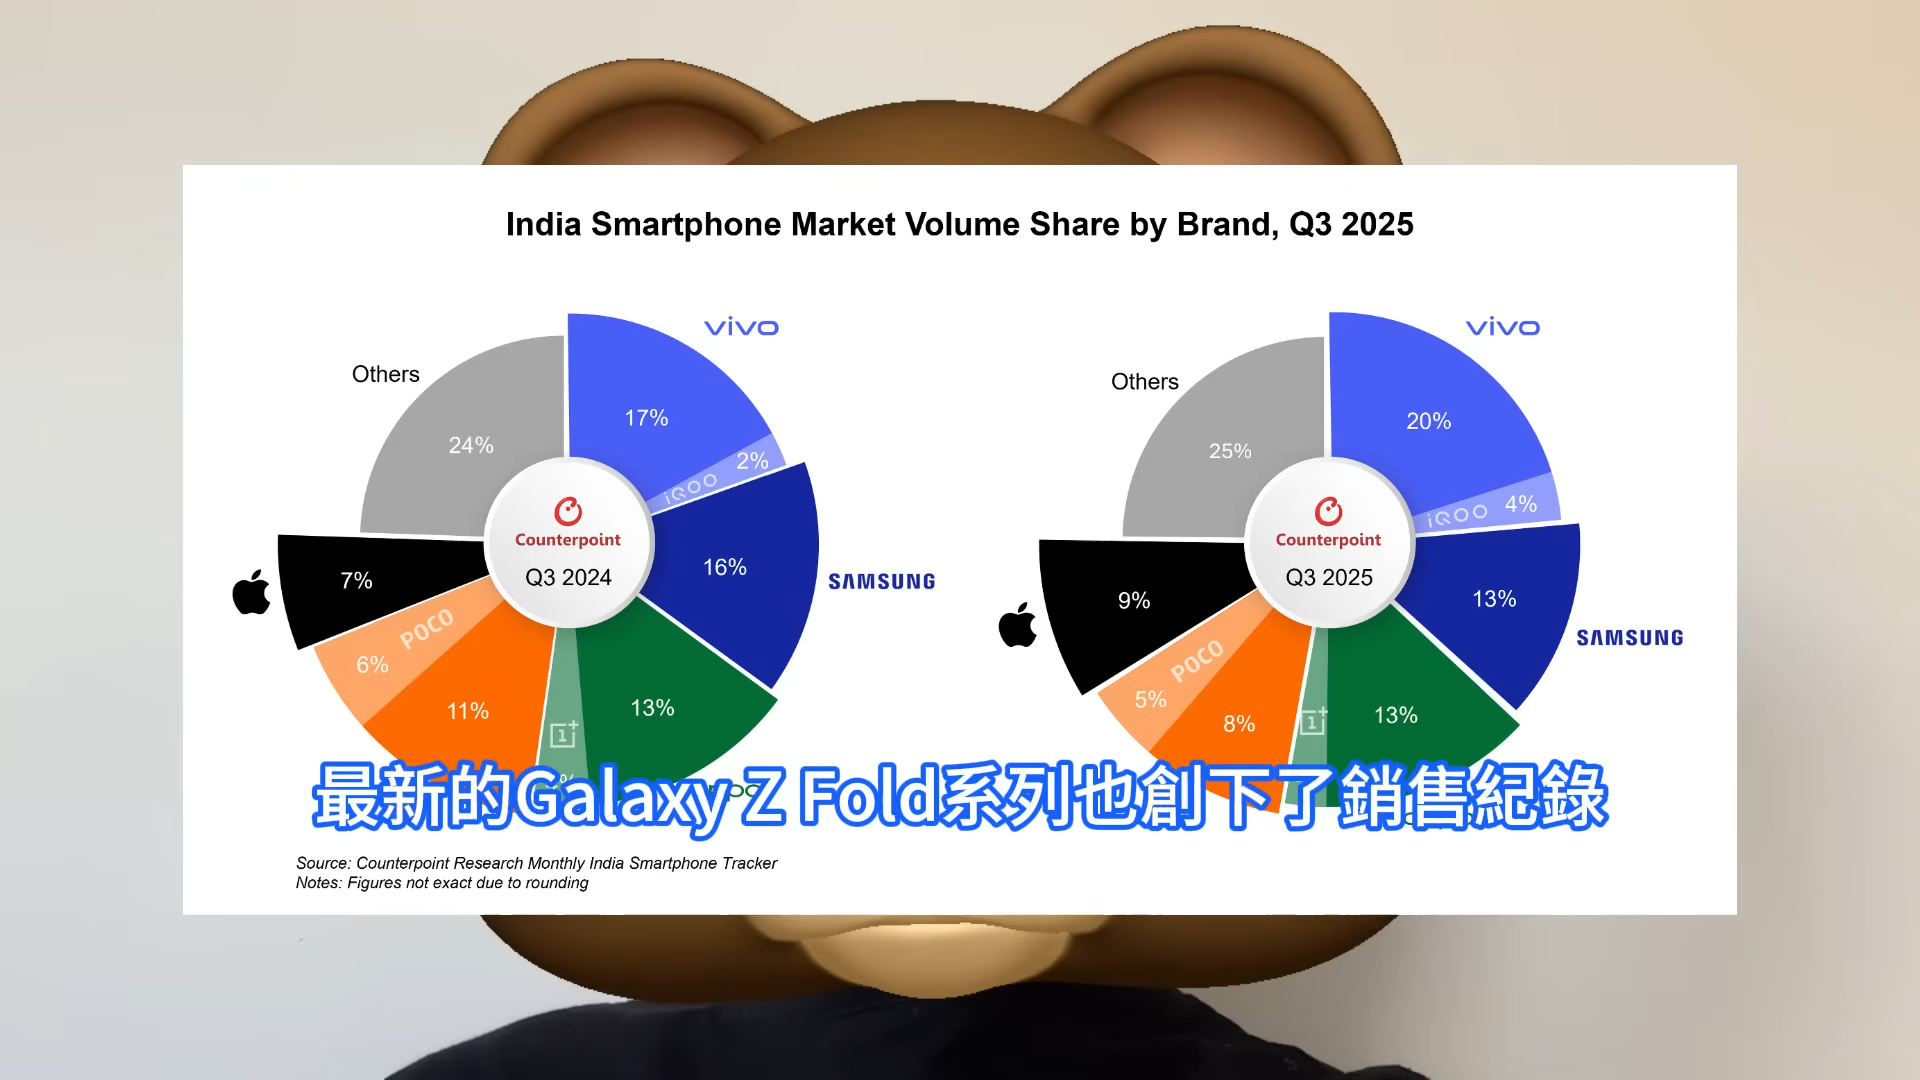 India Smartphone Market Volume Share by Brand, Q3 2025
vivo
Others
17%
24%
2%
iQOO
Counterpoint
Q3 2024
16%
SAMSUNG
7%
POCO
6%
11%
13%
vivo
Others
20%
25%
4%
iQOO
Counterpoint
Q3 2025
13%
SAMSUNG
9%
POCO
5%
8%
13%
最新的Galaxy Z Fold系列也創下了銷售紀錄
Source: Counterpoint Research Monthly India Smartphone Tracker
Notes: Figures not exact due to rounding